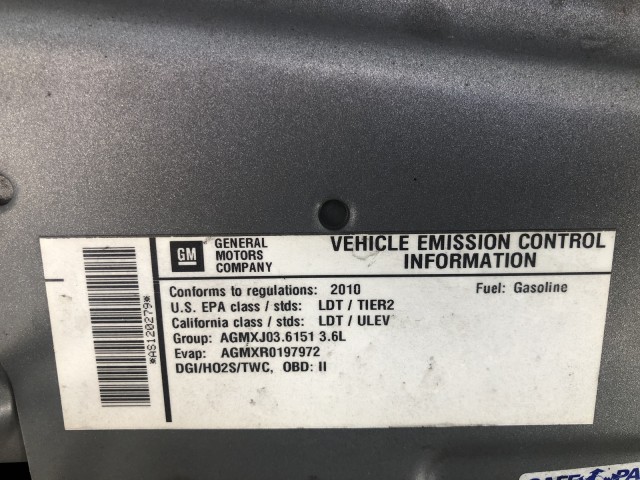 GM
GENERAL
MOTORS
COMPANY
VEHICLE EMISSION CONTROL
INFORMATION
Conforms to regulations: 2010
Fuel: Gasoline
U.S. EPA class / stds: LDT / TIER2
California class / stds: LDT / ULEV
Group: AGMXJ03.6151 3.6L
Evap: AGMXR0197972
DGI/HO2S/TWC, OBD: II
*AS120279*